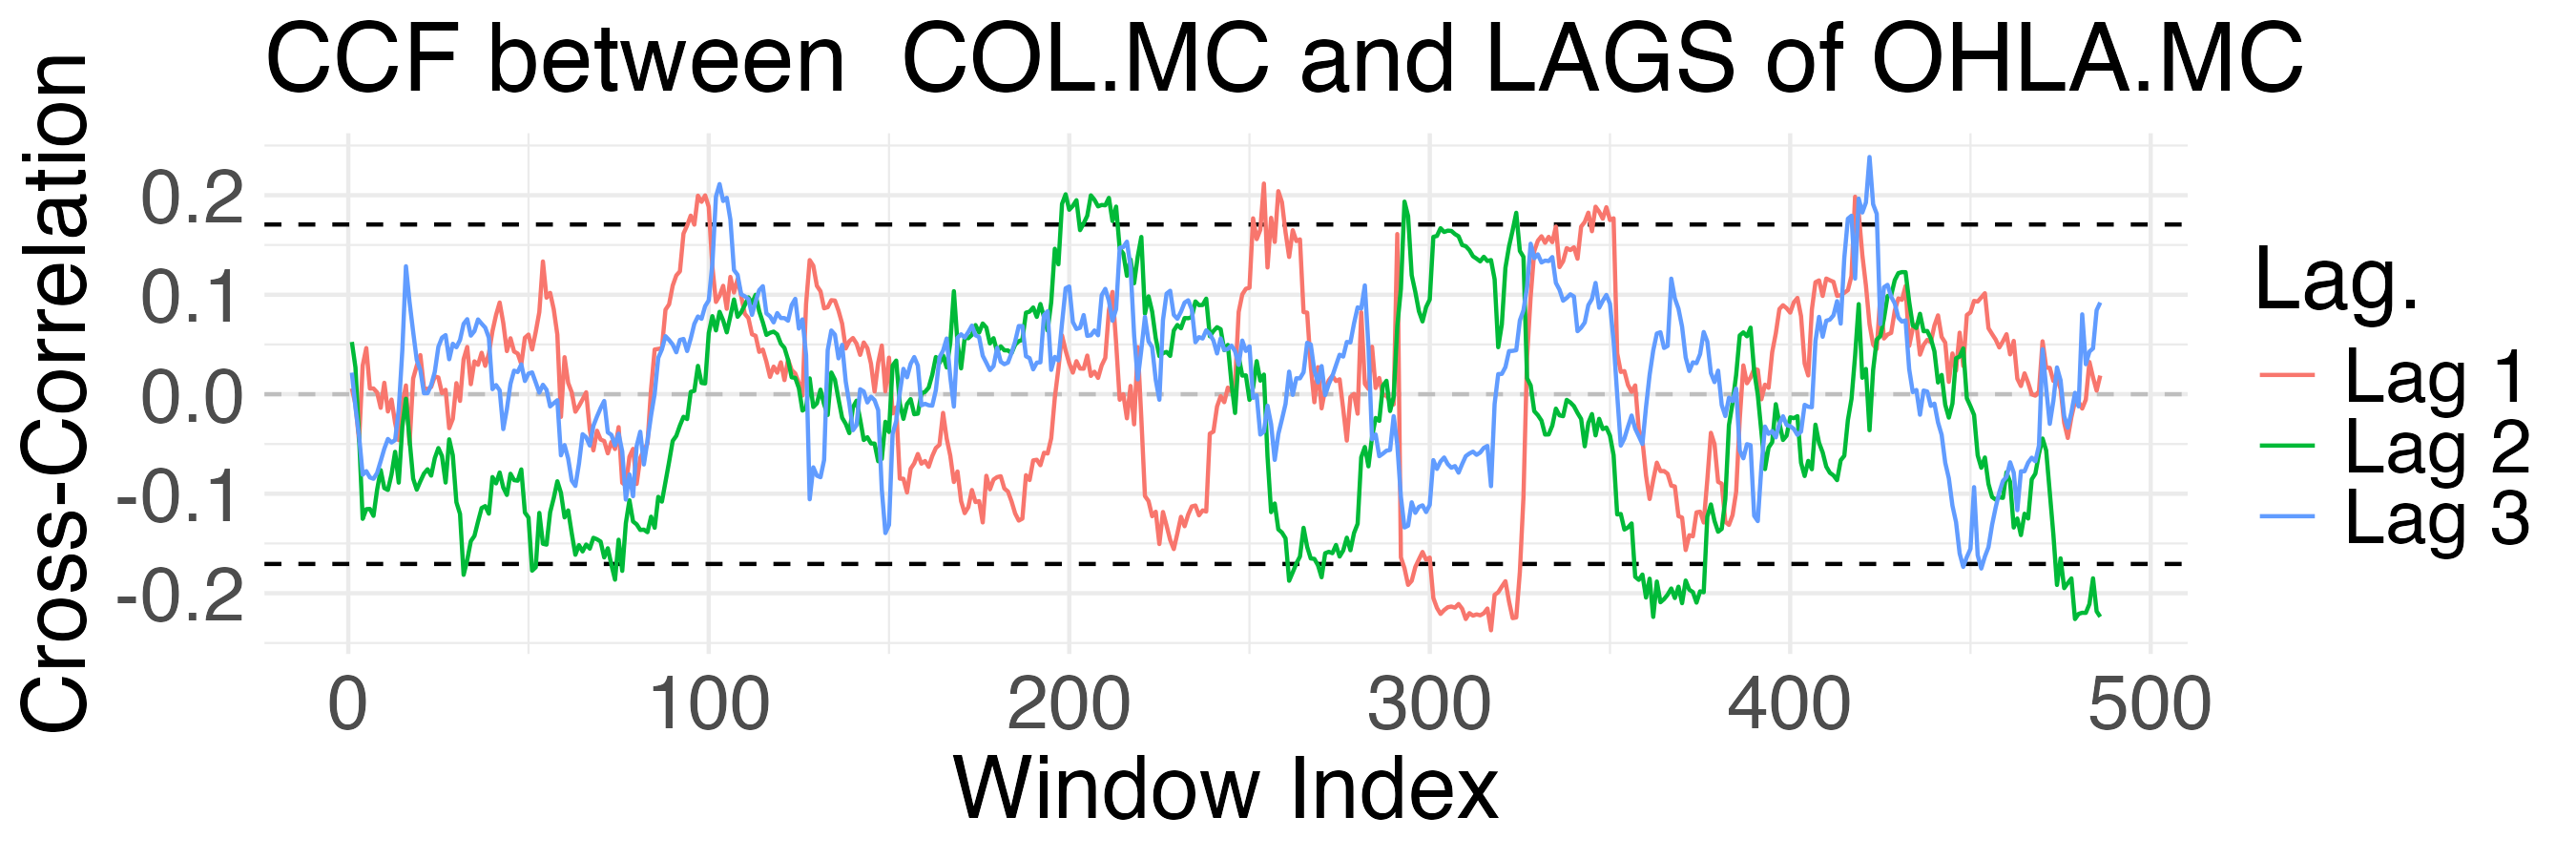 CCF between  COL.MC and LAGS of OHLA.MC
Cross-Correlation
0.2
0.1
0.0
-0.1
-0.2
0 100 200 300 400 500
Window Index
Lag.
Lag 1
Lag 2
Lag 3